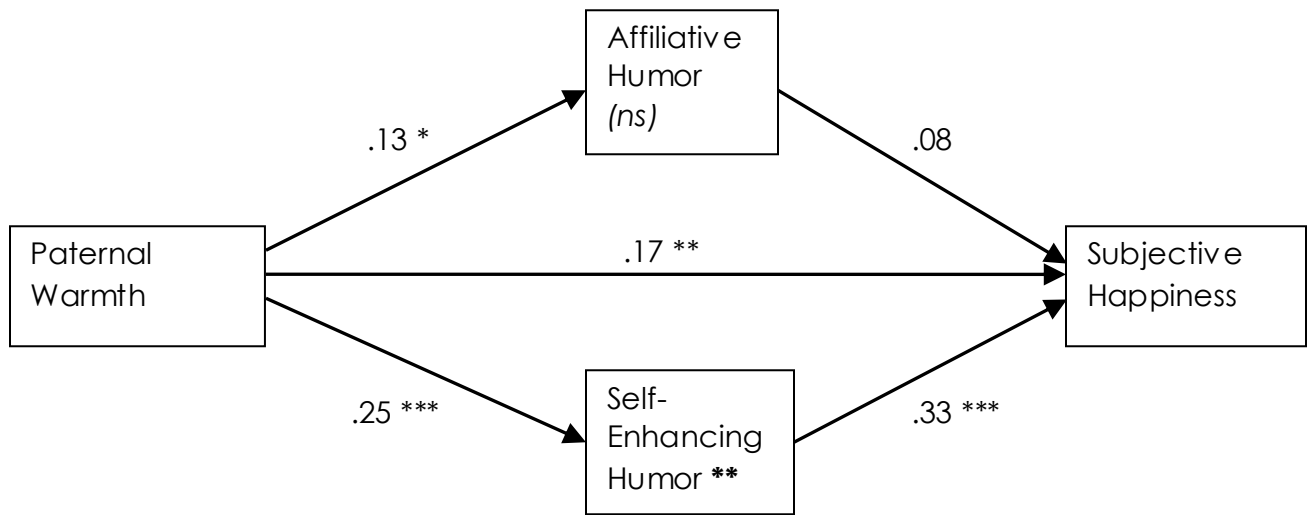 Affiliative
Humor
(ns)
.13 *
.08
Paternal
Warmth
.17 **
Subjective
Happiness
.25 ***
Self-
Enhancing
Humor **
.33 ***